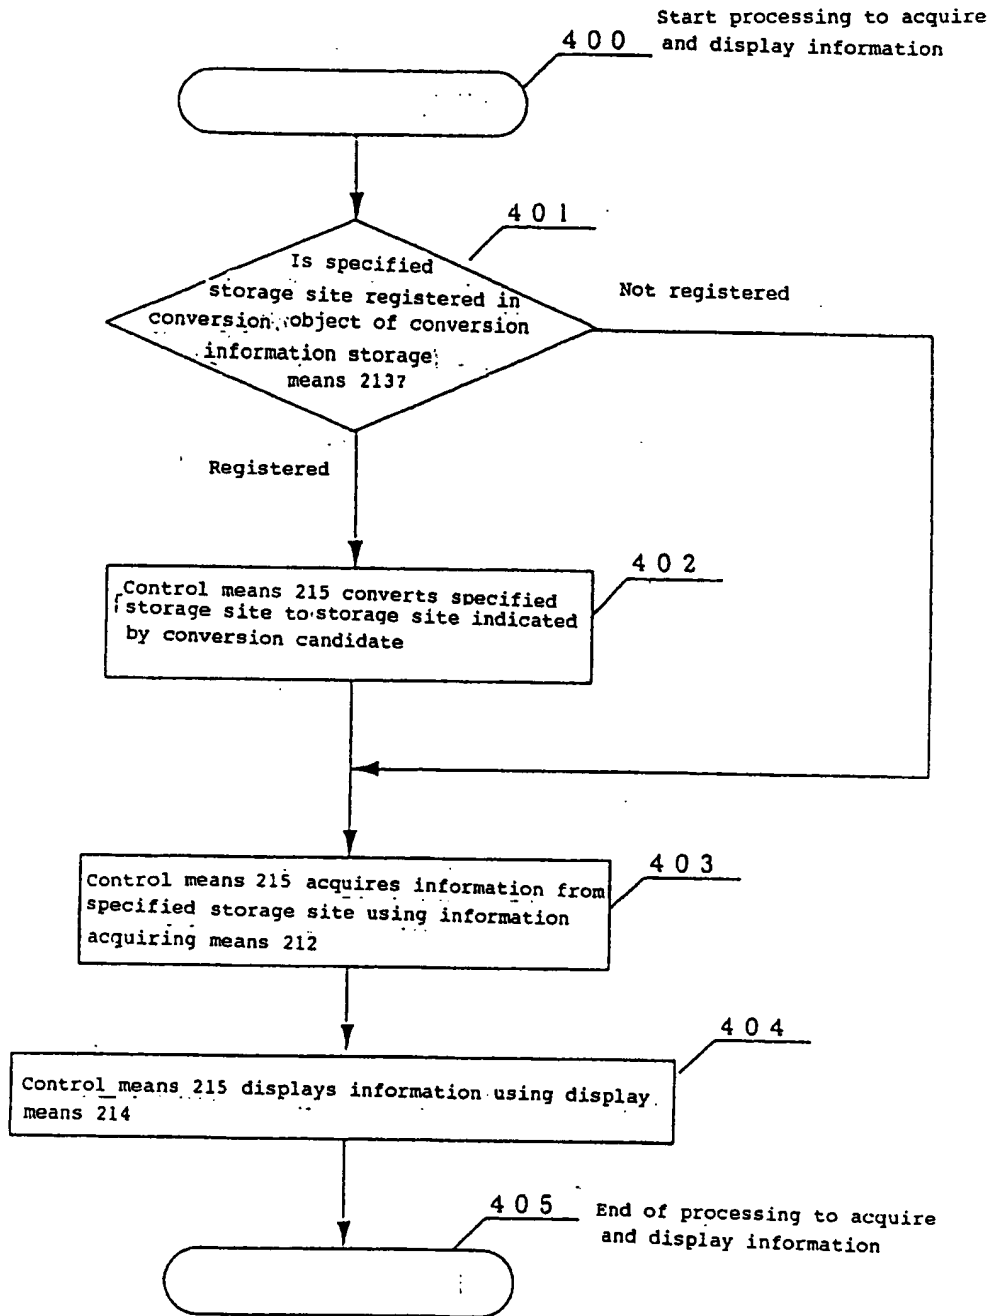 Start processing to acquire
400 and display information
401
Is specified
storage site registered in
conversion object of conversion
information storage
means 213?
Not registered
Registered
402
Control means 215 converts specified
storage site to storage site indicated
by conversion candidate
403
Control means 215 acquires information from
specified storage site using information
acquiring means 212
404
Control means 215 displays information using display
means 214
405 End of processing to acquire
and display information